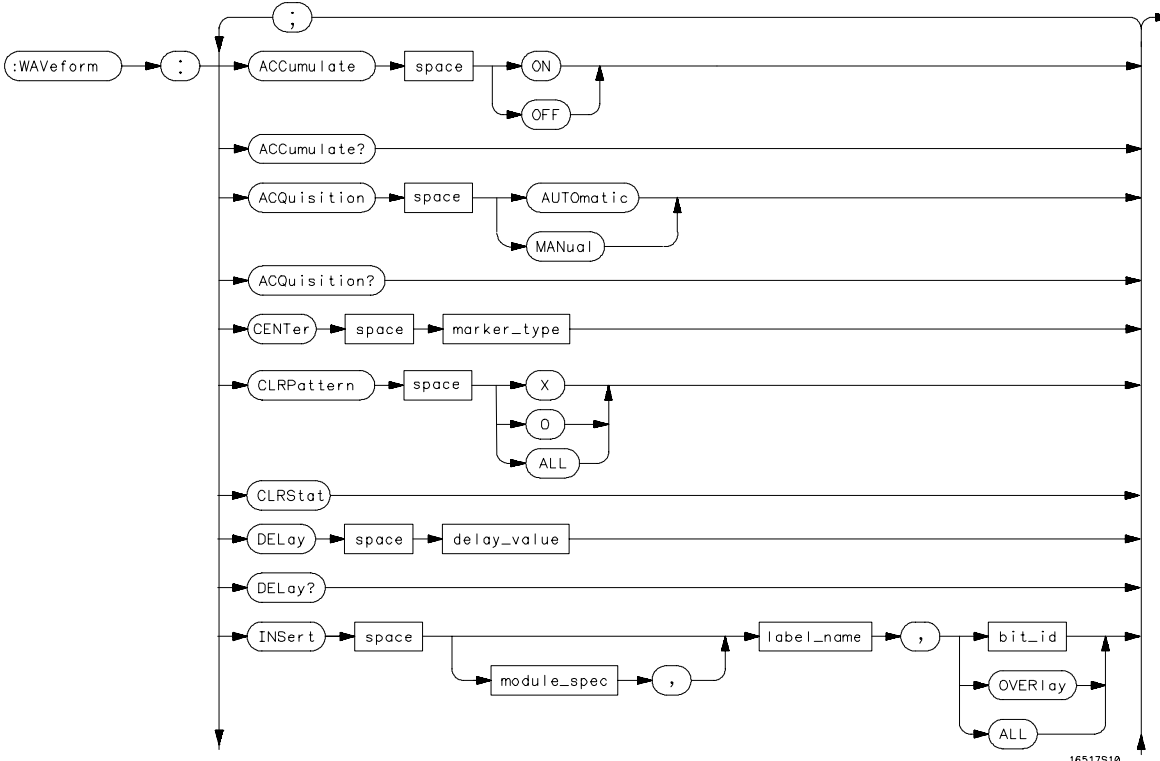 ;
:WAVeform : ACCumulate space ON
OFF
ACCumulate?
ACQuisition space AUTOmatic
MANual
ACQuisition?
CENTer space marker_type
CLRPattern space X
O
ALL
CLRStat
DELay space delay_value
DELay?
INSert space label_name , bit_id
module_spec , OVERlay
ALL
16517S10